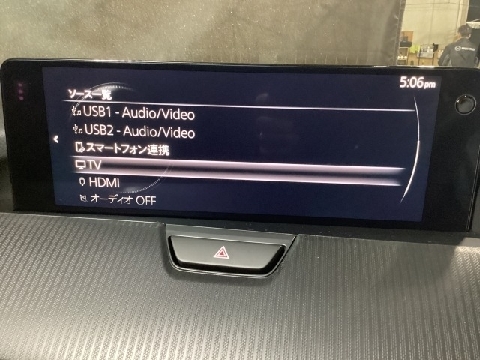 5:06pm
ソース一覧
USB1 - Audio/Video
USB2 - Audio/Video
スマートフォン連携
TV
HDMI
オーディオ OFF